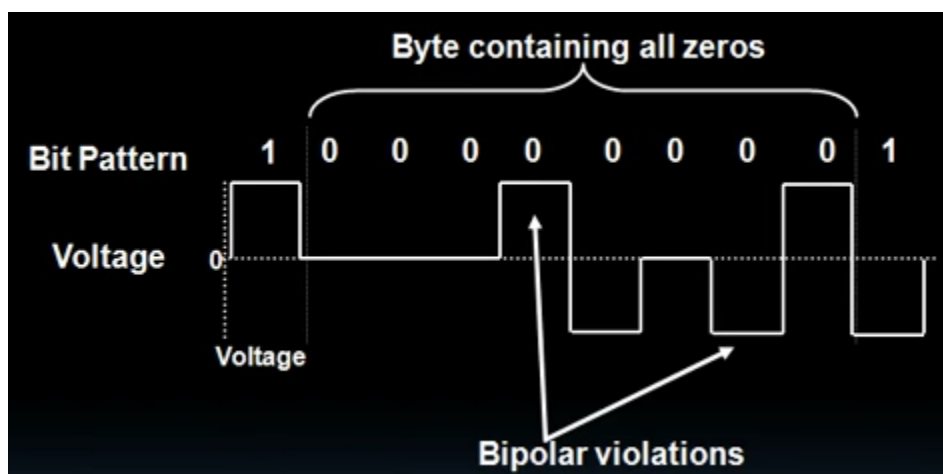 Byte containing all zeros
Bit Pattern 1 0 0 0 0 0 0 0 0 1
Voltage 0
Voltage
Bipolar violations